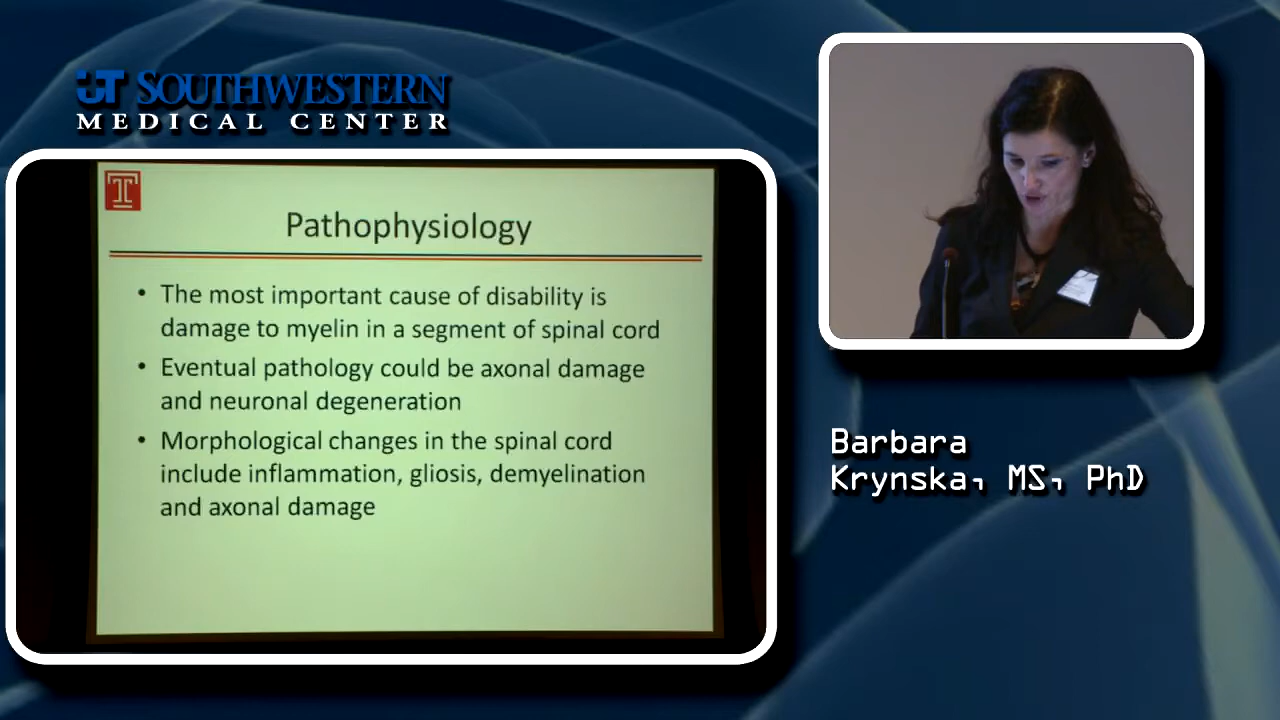 UT SOUTHWESTERN
MEDICAL CENTER
T
Pathophysiology
• The most important cause of disability is
damage to myelin in a segment of spinal cord
• Eventual pathology could be axonal damage
and neuronal degeneration
• Morphological changes in the spinal cord
include inflammation, gliosis, demyelination
and axonal damage
Barbara
Krynska, MS, PhD